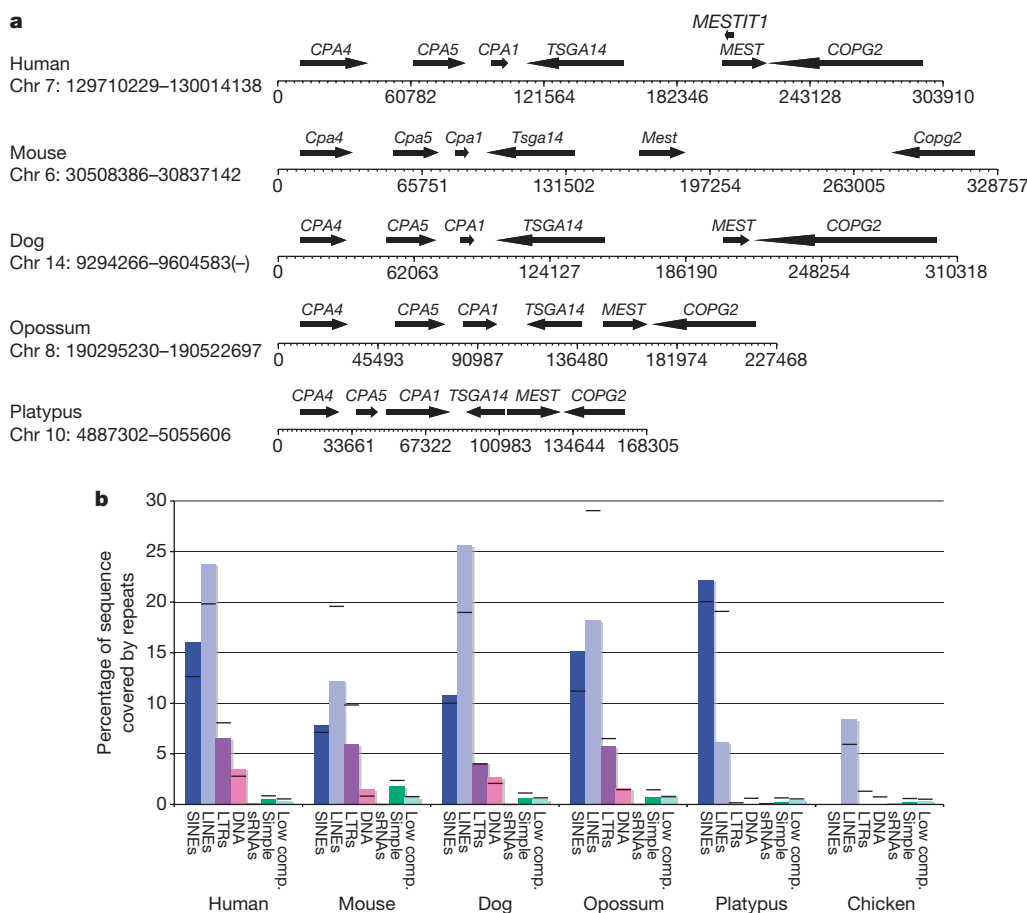 a
MESTIT1
CPA4 CPA5 CPA1 TSGA14 MEST COPG2
Human
Chr 7: 129710229–130014138
0 60782 121564 182346 243128 303910
Cpa4 Cpa5 Cpa1 Tsga14 Mest Copg2
Mouse
Chr 6: 30508386–30837142
0 65751 131502 197254 263005 328757
CPA4 CPA5 CPA1 TSGA14 MEST COPG2
Dog
Chr 14: 9294266–9604583(–)
0 62063 124127 186190 248254 310318
CPA4 CPA5 CPA1 TSGA14 MEST COPG2
Opossum
Chr 8: 190295230–190522697
0 45493 90987 136480 181974 227468
CPA4 CPA5 CPA1 TSGA14 MEST COPG2
Platypus
Chr 10: 4887302–5055606
0 33661 67322 100983 134644 168305
b
Percentage of sequence
covered by repeats
30
25
20
15
10
5
0
SINEs LINEs LTRs DNA sRNAs Simple Low comp. SINEs LINEs LTRs DNA sRNAs Simple Low comp. SINEs LINEs LTRs DNA sRNAs Simple Low comp. SINEs LINEs LTRs DNA sRNAs Simple Low comp. SINEs LINEs LTRs DNA sRNAs Simple Low comp. SINEs LINEs LTRs DNA sRNAs Simple Low comp.
Human Mouse Dog Opossum Platypus Chicken